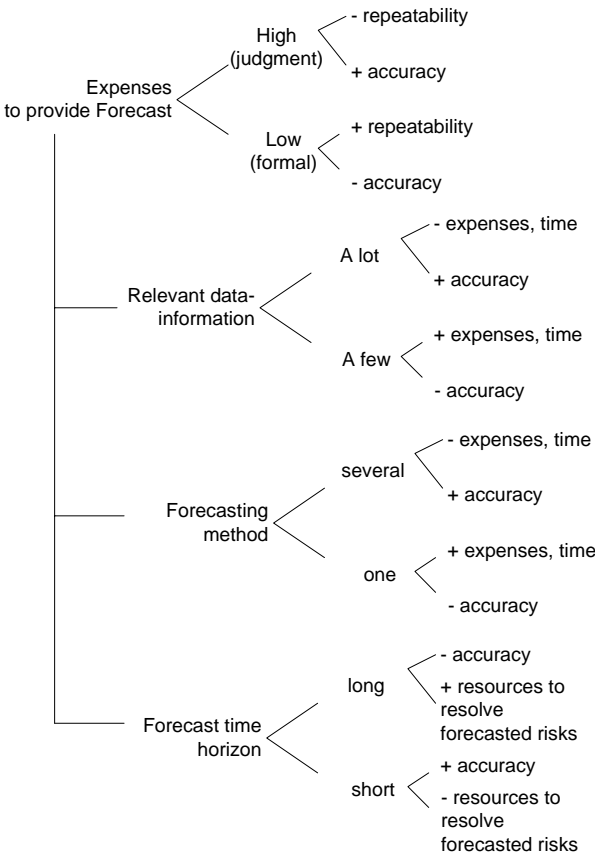 Expenses
to provide Forecast
High
(judgment)
- repeatability
+ accuracy
Low
(formal)
+ repeatability
- accuracy
Relevant data-
information
A lot
- expenses, time
+ accuracy
A few
+ expenses, time
- accuracy
Forecasting
method
several
- expenses, time
+ accuracy
one
+ expenses, time
- accuracy
Forecast time
horizon
long
- accuracy
+ resources to
resolve
forecasted risks
short
+ accuracy
- resources to
resolve
forecasted risks